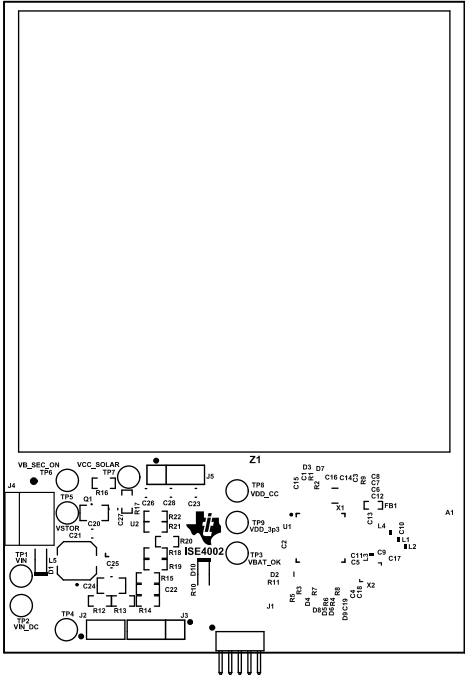 Z1
VB_SEC_ON
TP6
VCC_SOLAR
TP7
J4
R16
J5
TP5
VSTOR
Q1
C20
C27
R17
C26
C28
C23
U2
R22
R21
C21
R20
ISE4002
TP8
VDD_CC
TP9
VDD_3p3
TP3
VBAT_OK
U1
C2
D3
D7
C15
C1
R1
R2
C16
C14
C3
R9
C8
C7
C6
C12
FB1
X1
C13
A1
L4
C10
L1
L2
C11
L3
C9
C5
C17
TP1
VIN
D1
L5
C25
C24
R18
R19
R15
C22
D10
R10
D2
R11
R5
R3
D4
R7
D8
D5
R6
D6
R4
R8
D9
C19
C4
C18
X2
TP2
VIN_DC
TP4
R12
R13
R14
J2
J3
J1